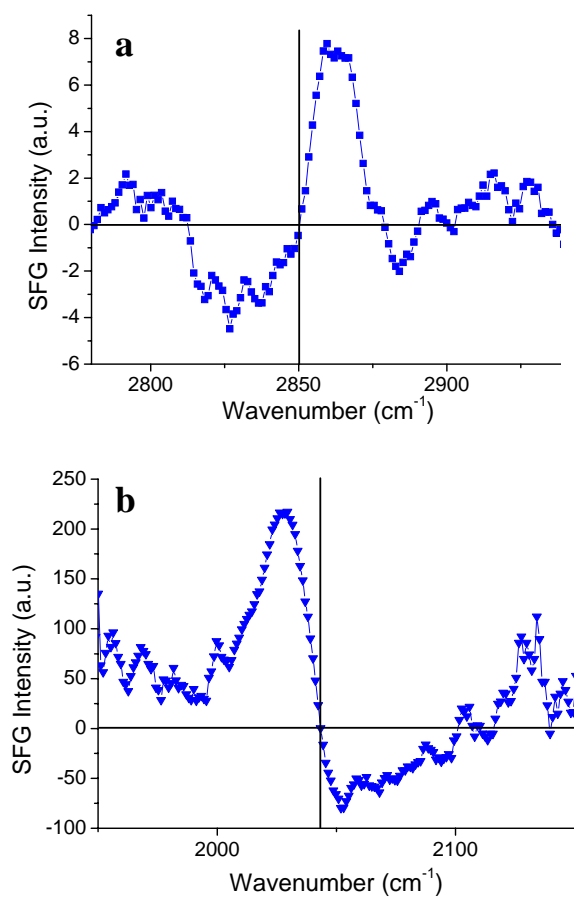 a
8
6
4
2
0
-2
-4
-6
SFG Intensity (a.u.)
2800 2850 2900
Wavenumber (cm⁻¹)
b
250
200
150
100
50
0
-50
-100
SFG Intensity (a.u.)
2000 2100
Wavenumber (cm⁻¹)